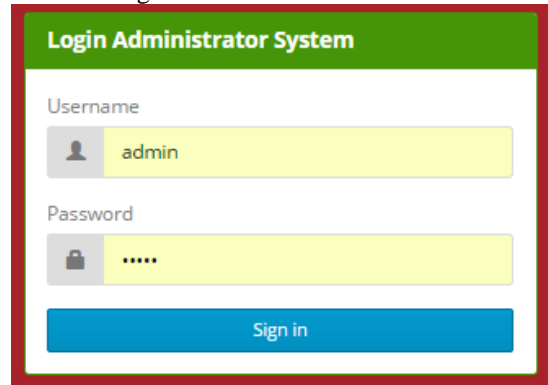 Login Administrator System
Username
admin
Password
•••••
Sign in